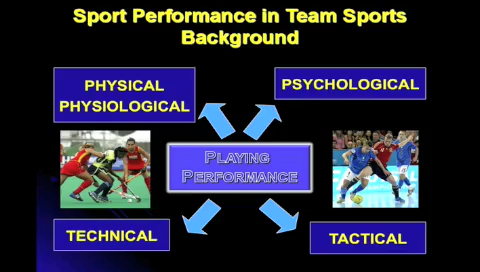 Sport Performance in Team Sports
Background
PHYSICAL
PHYSIOLOGICAL
PSYCHOLOGICAL
PLAYING
PERFORMANCE
TECHNICAL
TACTICAL